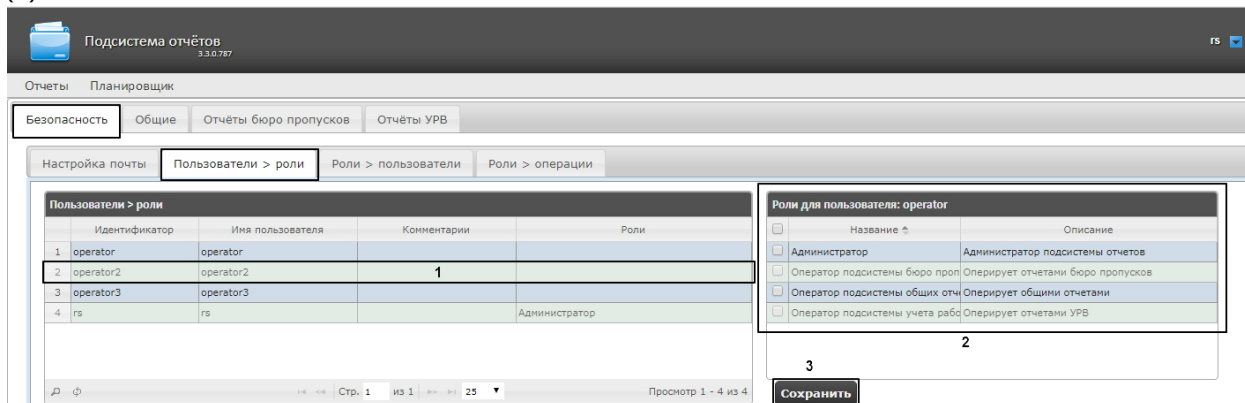 Подсистема отчётов
3.3.0.787
rs
Отчеты Планировщик
Безопасность Общие Отчёты бюро пропусков Отчёты УРВ
Настройка почты Пользователи > роли Роли > пользователи Роли > операции
Пользователи > роли
Идентификатор Имя пользователя Комментарии Роли
1 operator operator
2 operator2 operator2 1
3 operator3 operator3
4 rs rs Администратор
Стр. 1 из 1 25 Просмотр 1 - 4 из 4
Роли для пользователя: operator
Название Описание
Администратор Администратор подсистемы отчетов
Оператор подсистемы бюро проп Оперирует отчетами бюро пропусков
Оператор подсистемы общих отч Оперирует общими отчетами
Оператор подсистемы учета рабо Оперирует отчетами УРВ
2
3
Сохранить